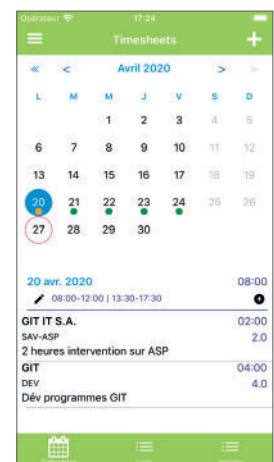 Opérateur 17:24
Timesheets +
« < Avril 2020 > »
L M M J V S D
1 2 3 4 5
6 7 8 9 10 11 12
13 14 15 16 17 18 19
20 21 22 23 24 25 26
27 28 29 30
20 avr. 2020 08:00
08:00-12:00 | 13:30-17:30
GIT IT S.A. 02:00
SAV-ASP 2.0
2 heures intervention sur ASP
GIT 04:00
DEV 4.0
Dév programmes GIT